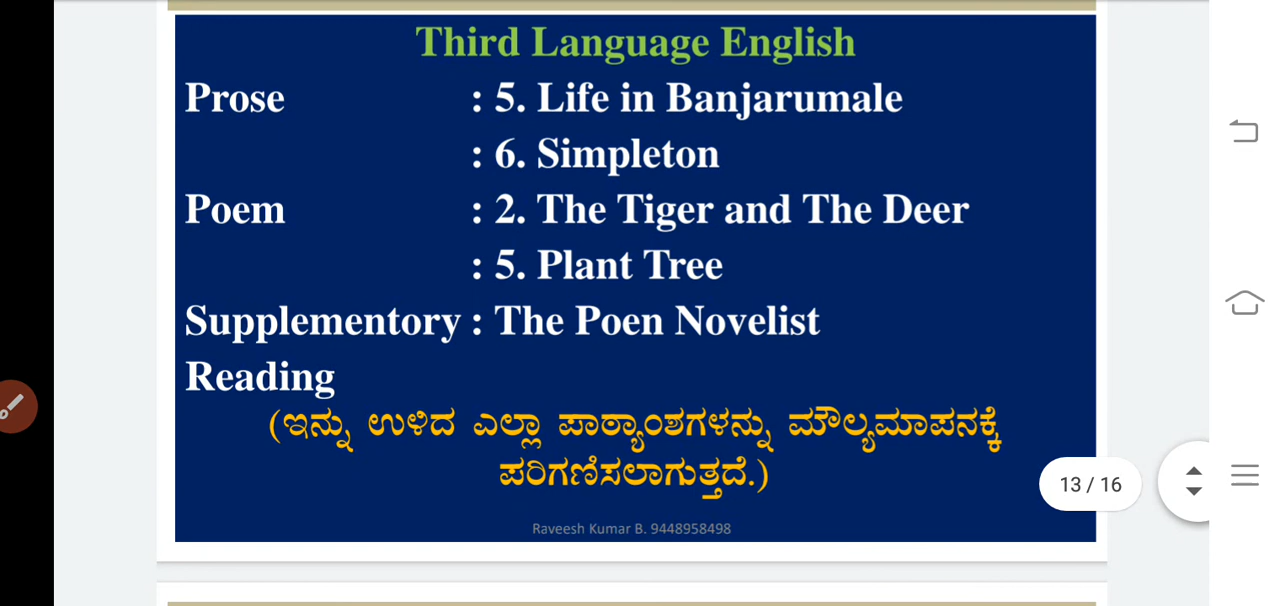 Third Language English
Prose : 5. Life in Banjarumale
: 6. Simpleton
Poem : 2. The Tiger and The Deer
: 5. Plant Tree
Supplementory : The Poen Novelist
Reading
(ಇನ್ನು ಉಳಿದ ಎಲ್ಲಾ ಪಾಠ್ಯಾಂಶಗಳನ್ನು ಮೌಲ್ಯಮಾಪನಕ್ಕೆ
ಪರಿಗಣಿಸಲಾಗುತ್ತದೆ.)
13 / 16
Raveesh Kumar B. 9448958498